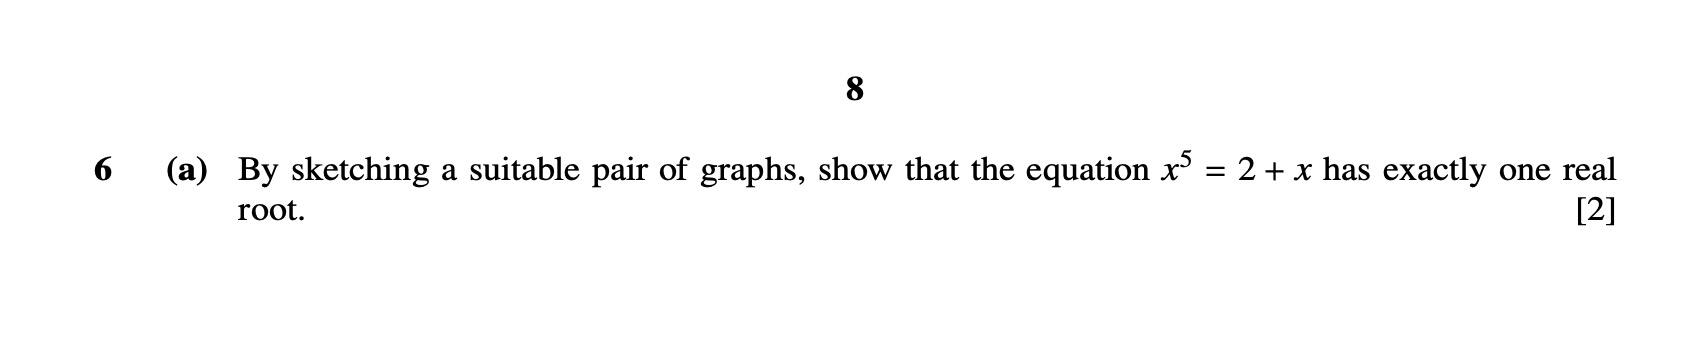 8
6 (a) By sketching a suitable pair of graphs, show that the equation x⁵ = 2 + x has exactly one real
root. [2]